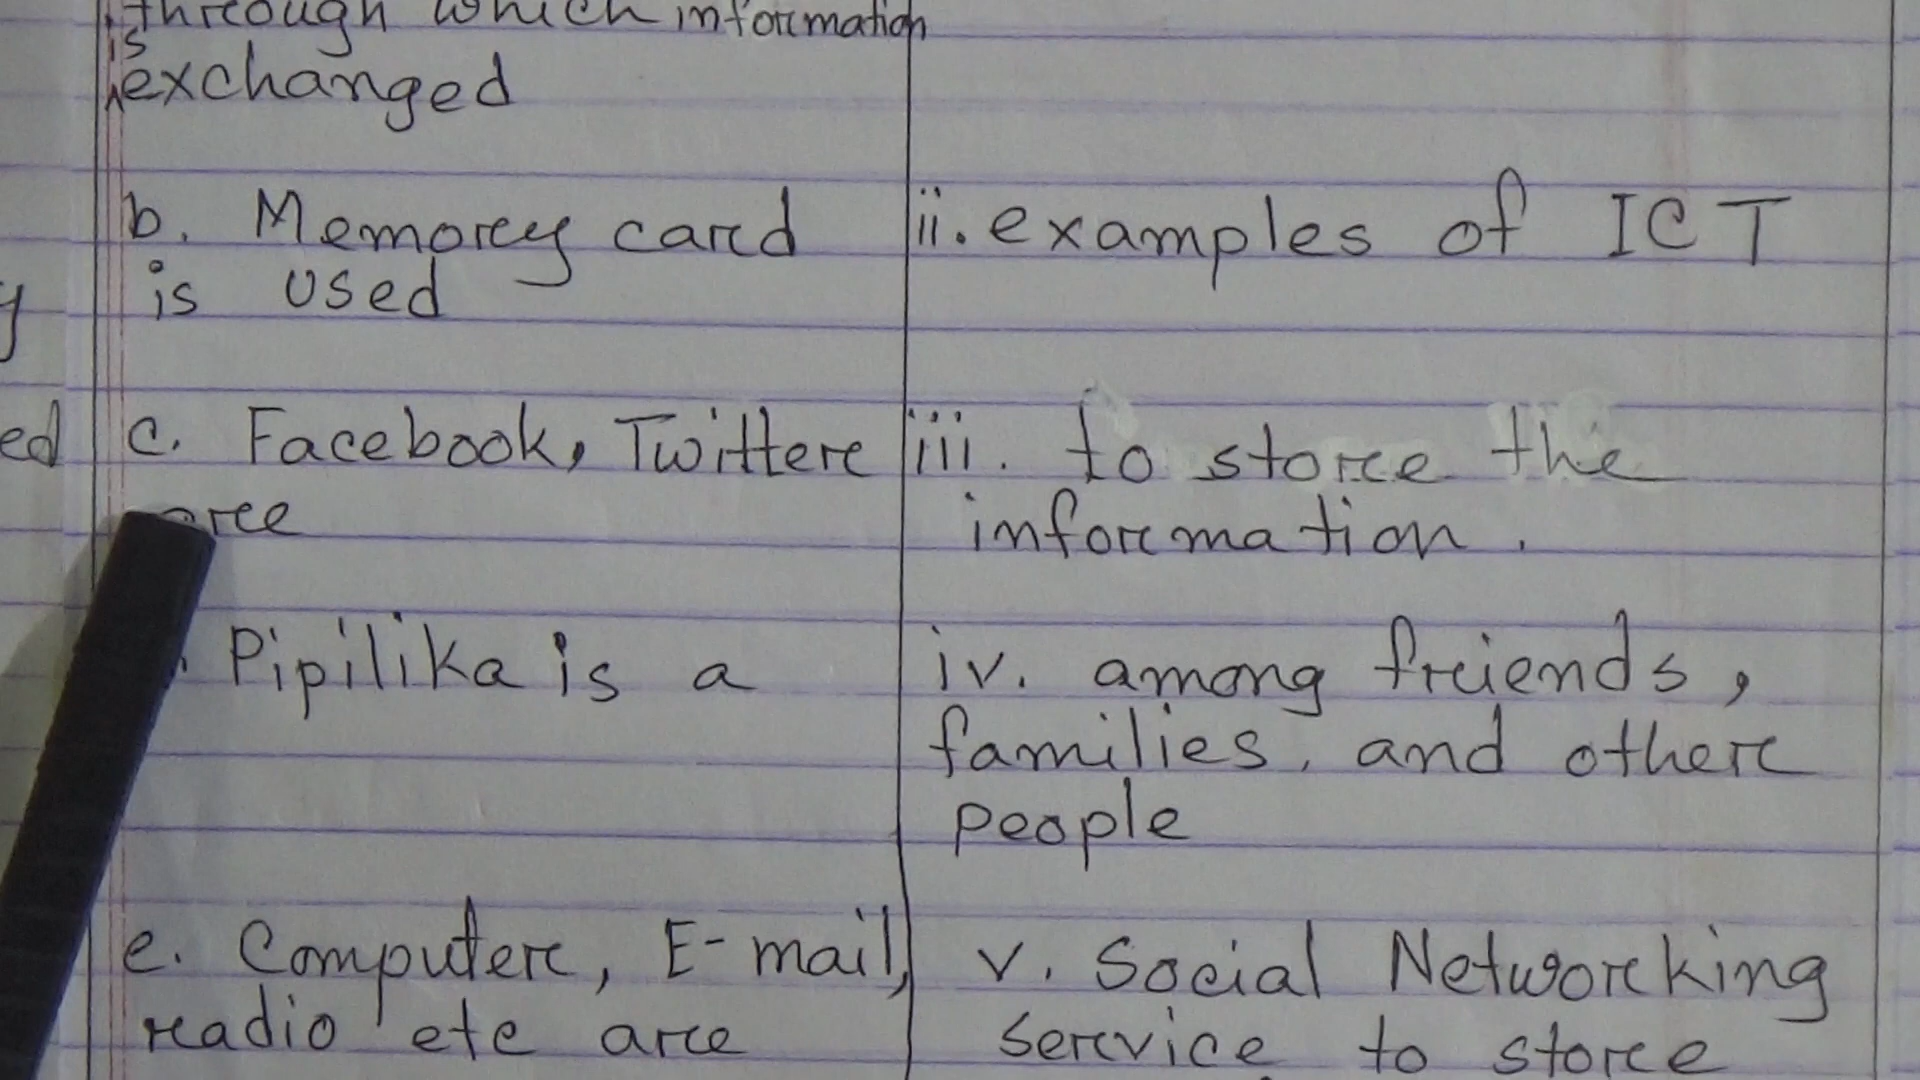 through which information
is
exchanged
b. Memory card
is used
ii. examples of ICT
c. Facebook, Twitter
are
iii. to store the
information.
Pipilika is a
iv. among friends,
families, and other
people
e. Computer, E-mail,
radio etc are
v. Social Networking
service to store
y
ed